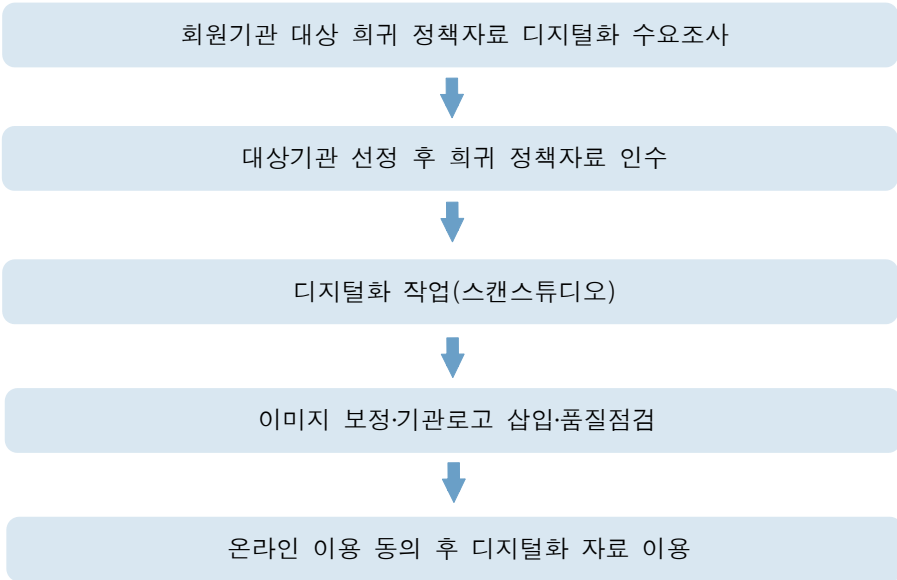 회원기관 대상 희귀 정책자료 디지털화 수요조사
대상기관 선정 후 희귀 정책자료 인수
디지털화 작업(스캔스튜디오)
이미지 보정·기관로고 삽입·품질점검
온라인 이용 동의 후 디지털화 자료 이용